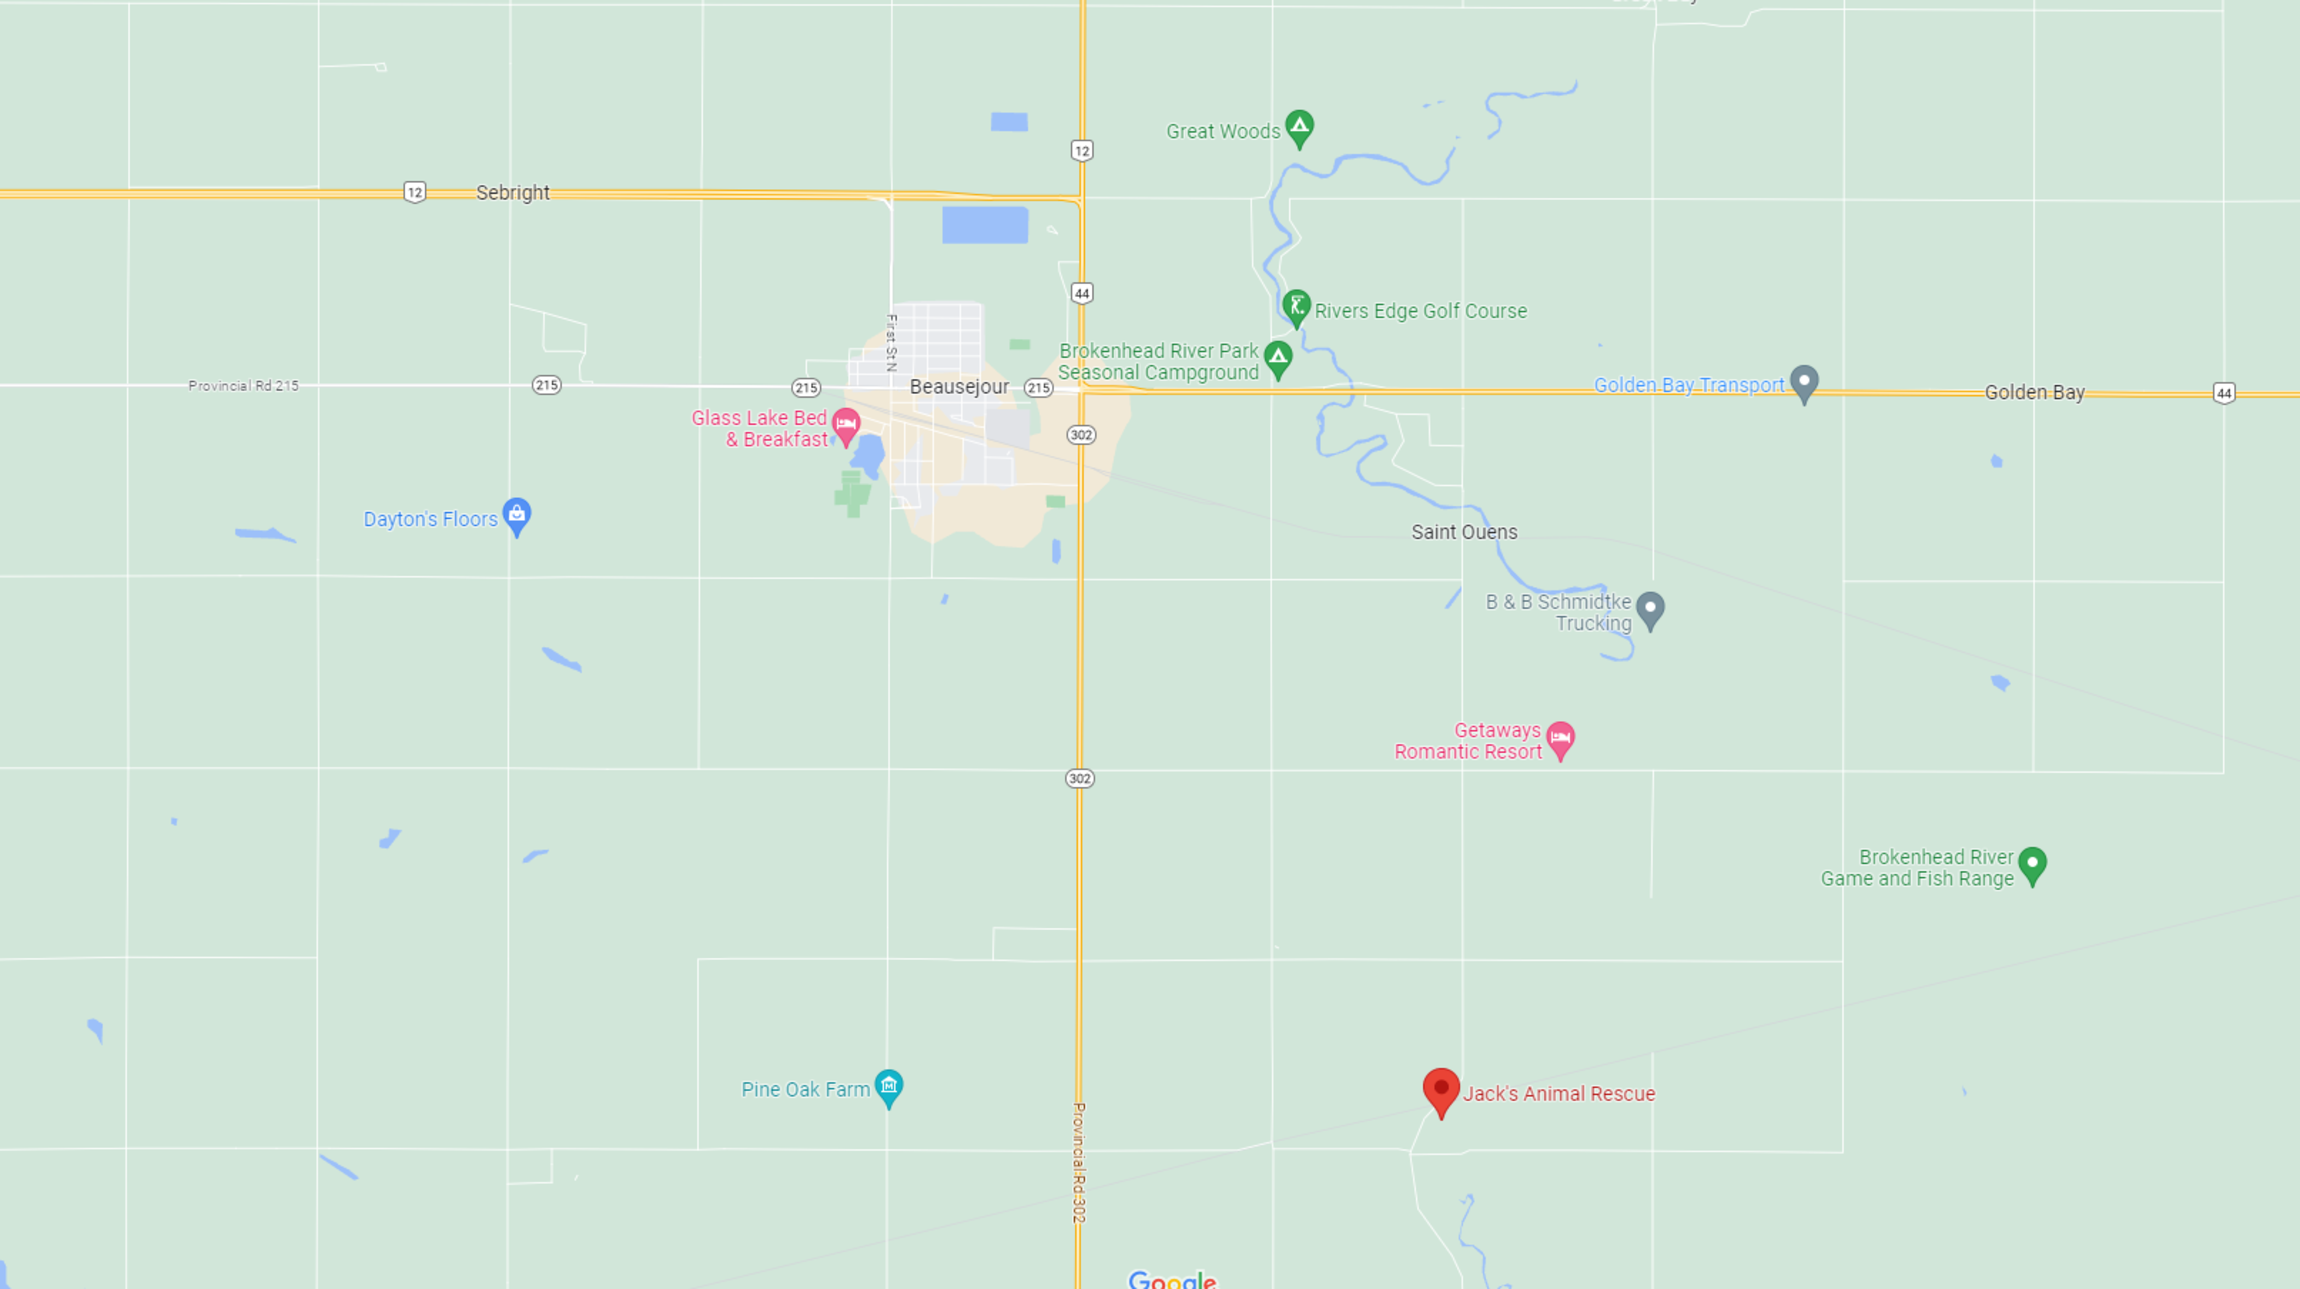 Great Woods
12
12
Sebright
44
Rivers Edge Golf Course
First St N
Brokenhead River Park
Seasonal Campground
Provincial Rd 215
215
215
Beausejour
215
Golden Bay Transport
Golden Bay
44
Glass Lake Bed
& Breakfast
302
Dayton's Floors
Saint Ouens
B & B Schmidtke
Trucking
Getaways
Romantic Resort
302
Brokenhead River
Game and Fish Range
Pine Oak Farm
Jack's Animal Rescue
Provincial Rd 302
Google